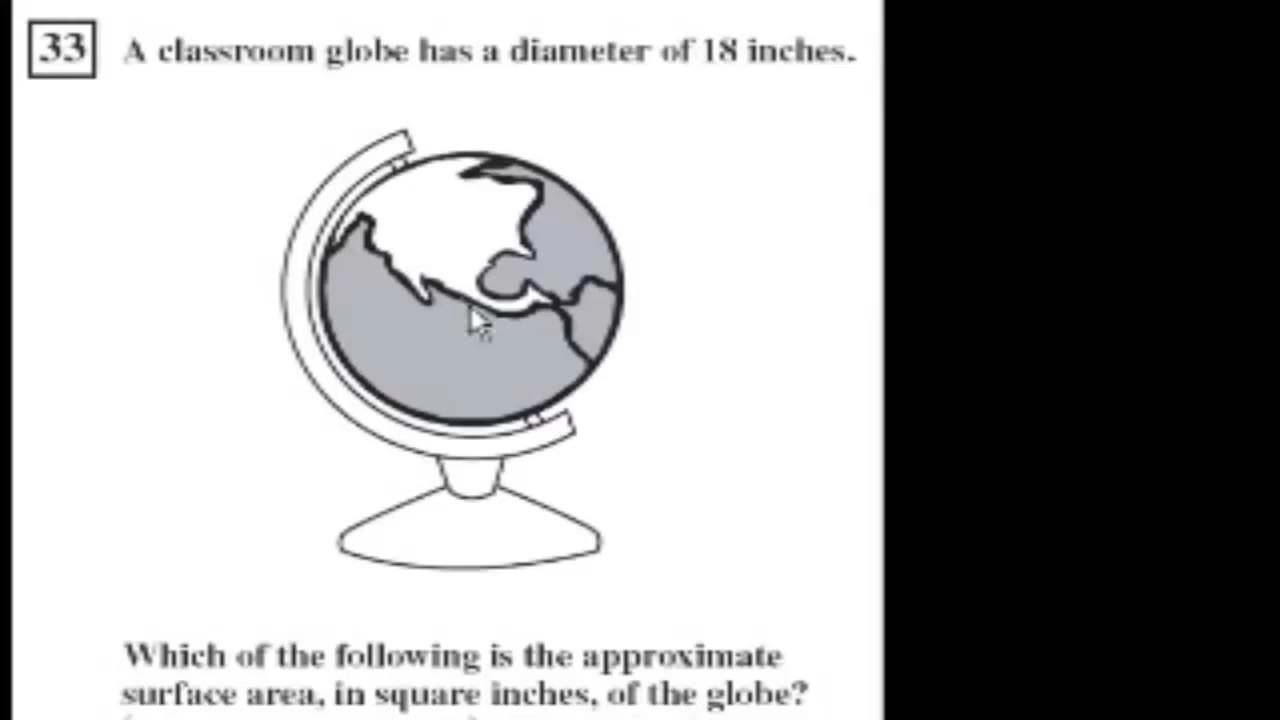 33 A classroom globe has a diameter of 18 inches.
Which of the following is the approximate
surface area, in square inches, of the globe?